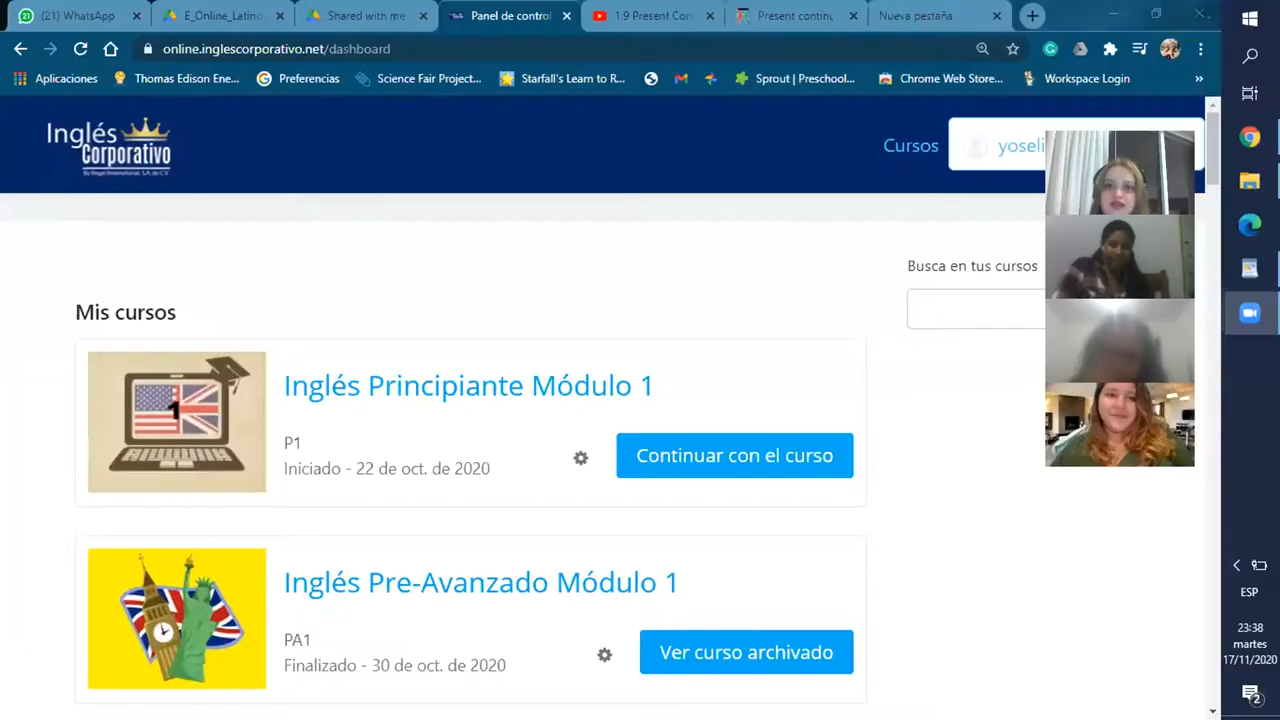 (21) WhatsApp
E_Online_Latino
Shared with me
Panel de control
1.9 Present Con
Present continu
Nueva pestaña
online.inglescorporativo.net/dashboard
Aplicaciones
Thomas Edison Ene...
Preferencias
Science Fair Project...
Starfall's Learn to R...
Sprout | Preschool...
Chrome Web Store...
Workspace Login
»
Inglés
Corporativo
Cursos
yoseli
Busca en tus cursos
Mis cursos
1
Inglés Principiante Módulo 1
P1
Iniciado - 22 de oct. de 2020
Continuar con el curso
Inglés Pre-Avanzado Módulo 1
PA1
Finalizado - 30 de oct. de 2020
Ver curso archivado
ESP
23:38
martes
17/11/2020
2